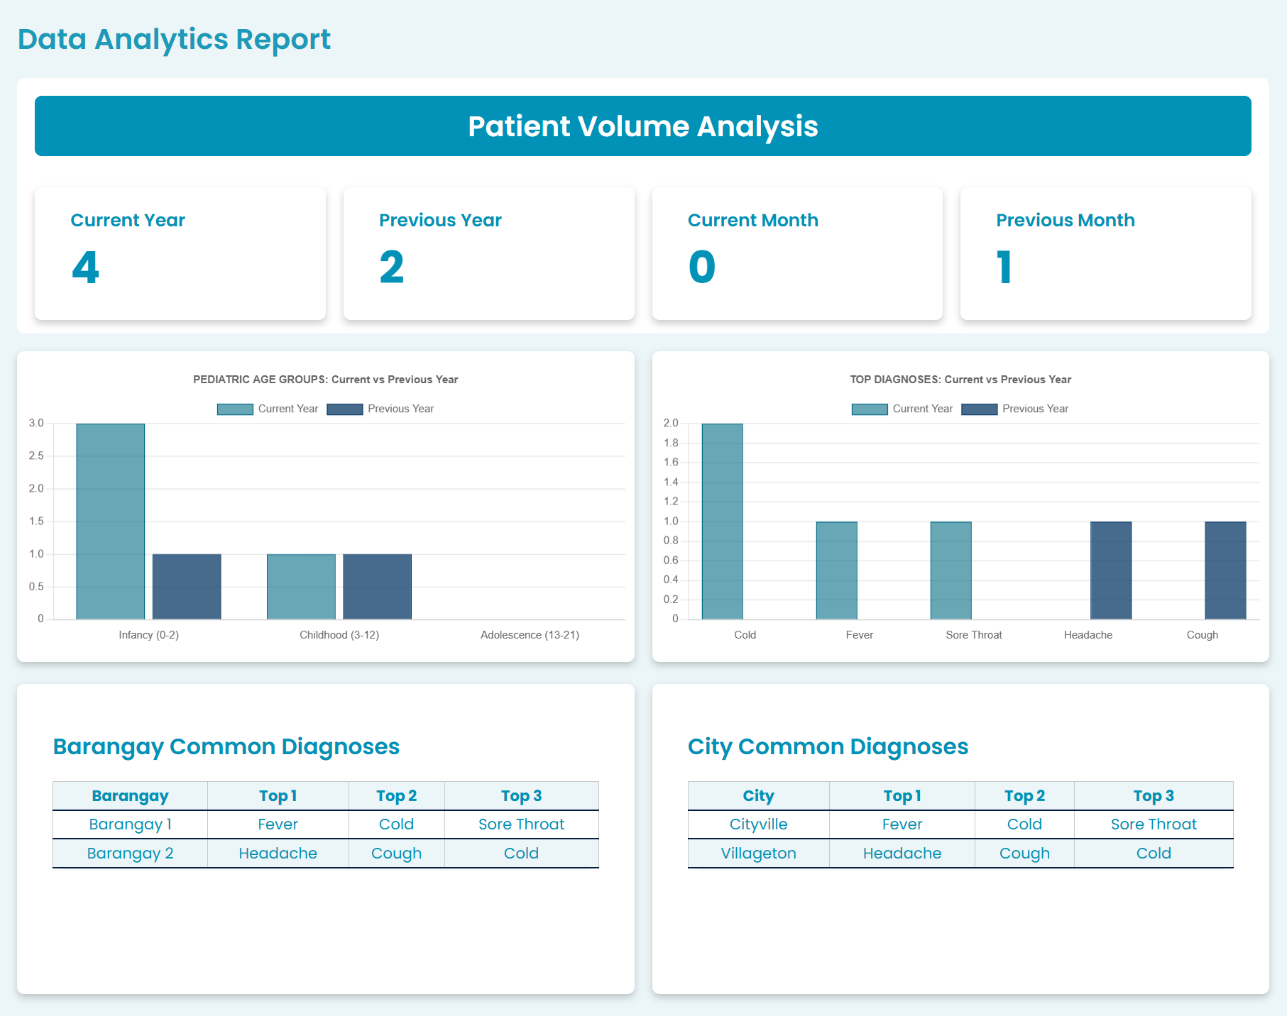 Data Analytics Report
Patient Volume Analysis
Current Year
4
Previous Year
2
Current Month
0
Previous Month
1
PEDIATRIC AGE GROUPS: Current vs Previous Year
Current Year Previous Year
3.0
2.5
2.0
1.5
1.0
0.5
0
Infancy (0-2) Childhood (3-12) Adolescence (13-21)
TOP DIAGNOSES: Current vs Previous Year
Current Year Previous Year
2.0
1.8
1.6
1.4
1.2
1.0
0.8
0.6
0.4
0.2
0
Cold Fever Sore Throat Headache Cough
Barangay Common Diagnoses
Barangay Top 1 Top 2 Top 3
Barangay 1 Fever Cold Sore Throat
Barangay 2 Headache Cough Cold
City Common Diagnoses
City Top 1 Top 2 Top 3
Cityville Fever Cold Sore Throat
Villageton Headache Cough Cold